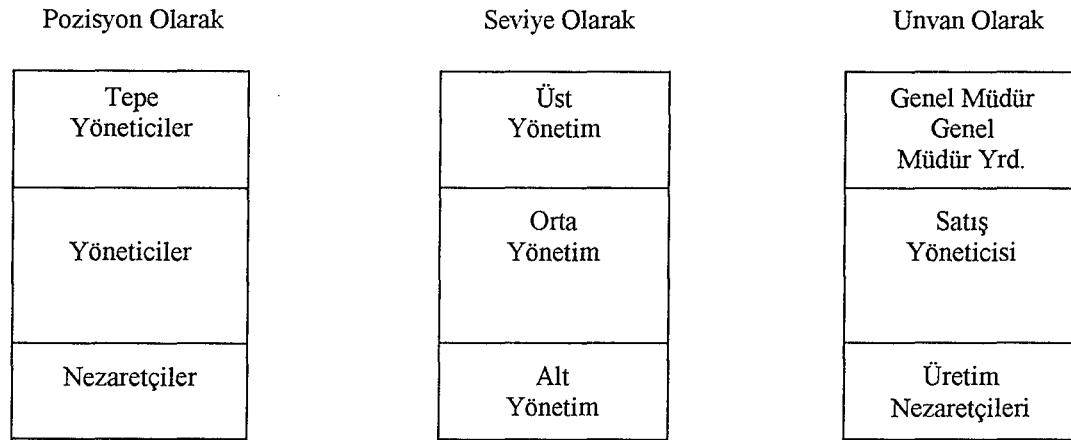 Pozisyon Olarak
Seviye Olarak
Unvan Olarak
Tepe
Yöneticiler
Üst
Yönetim
Genel Müdür
Genel
Müdür Yrd.
Yöneticiler
Orta
Yönetim
Satış
Yöneticisi
Nezaretçiler
Alt
Yönetim
Üretim
Nezaretçileri